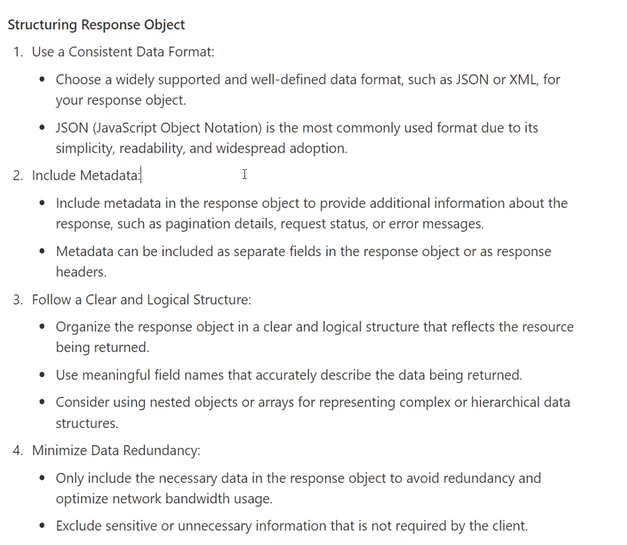 Structuring Response Object
1. Use a Consistent Data Format:
• Choose a widely supported and well-defined data format, such as JSON or XML, for
your response object.
• JSON (JavaScript Object Notation) is the most commonly used format due to its
simplicity, readability, and widespread adoption.
2. Include Metadata:
• Include metadata in the response object to provide additional information about the
response, such as pagination details, request status, or error messages.
• Metadata can be included as separate fields in the response object or as response
headers.
3. Follow a Clear and Logical Structure:
• Organize the response object in a clear and logical structure that reflects the resource
being returned.
• Use meaningful field names that accurately describe the data being returned.
• Consider using nested objects or arrays for representing complex or hierarchical data
structures.
4. Minimize Data Redundancy:
• Only include the necessary data in the response object to avoid redundancy and
optimize network bandwidth usage.
• Exclude sensitive or unnecessary information that is not required by the client.